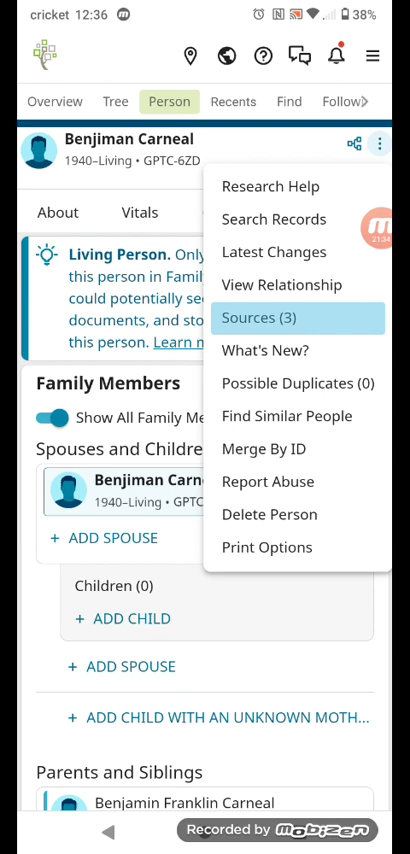 cricket 12:36 m
38%
Overview Tree Person Recents Find Follow
Benjiman Carneal
1940–Living • GPTC-6ZD
21:34
About Vitals
Research Help
Search Records
Latest Changes
View Relationship
Sources (3)
What's New?
Possible Duplicates (0)
Find Similar People
Merge By ID
Report Abuse
Delete Person
Print Options
Living Person. Only
this person in Fami
could potentially se
documents, and sto
this person. Learn
Family Members
Show All Family Me
Spouses and Childre
Benjiman Carn
1940–Living • GPTC
+ ADD SPOUSE
Children (0)
+ ADD CHILD
+ ADD SPOUSE
+ ADD CHILD WITH AN UNKNOWN MOTH...
Parents and Siblings
Benjamin Franklin Carneal
Recorded by mobizen